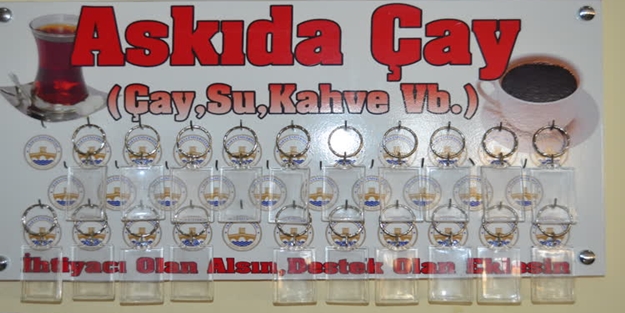 Askıda Çay
(Çay,Su,Kahve Vb.)
İhtiyacı Olan Alsın,Destek Olan Eklesin